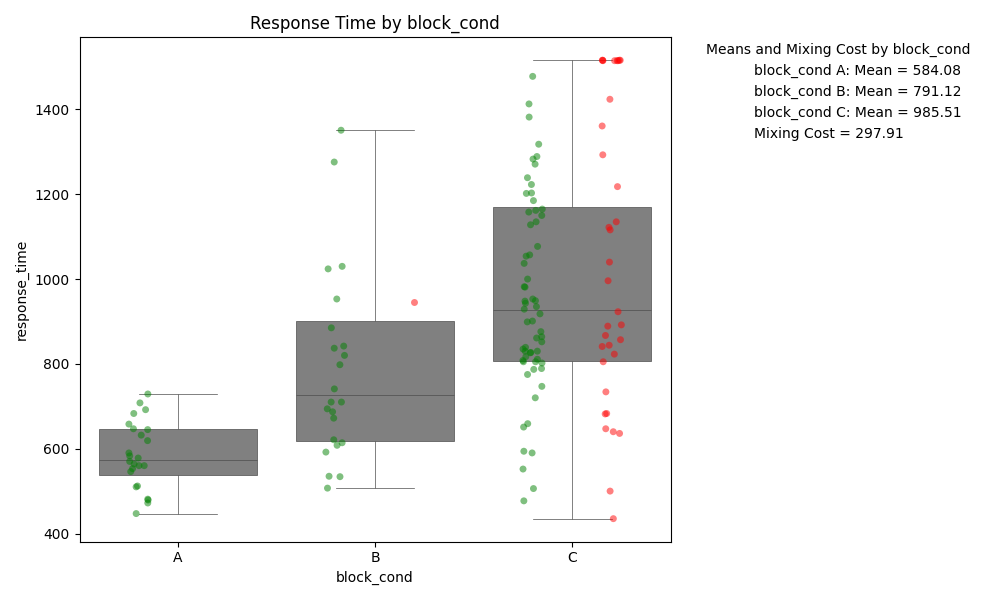 Response Time by block_cond
Means and Mixing Cost by block_cond
block_cond A: Mean = 584.08
block_cond B: Mean = 791.12
block_cond C: Mean = 985.51
Mixing Cost = 297.91
response_time
1400
1200
1000
800
600
400
A
B
C
block_cond